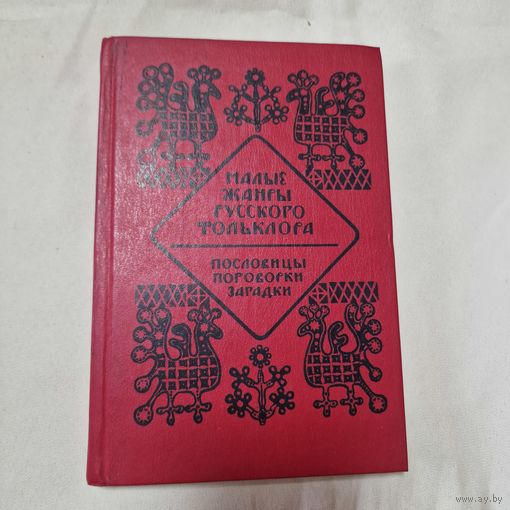 МАЛЫЕ
ЖАНРЫ
РУССКОГО
ФОЛЬКЛОРА
ПОСЛОВИЦЫ
ПОГОВОРКИ
ЗАГАДКИ
www.ay.by